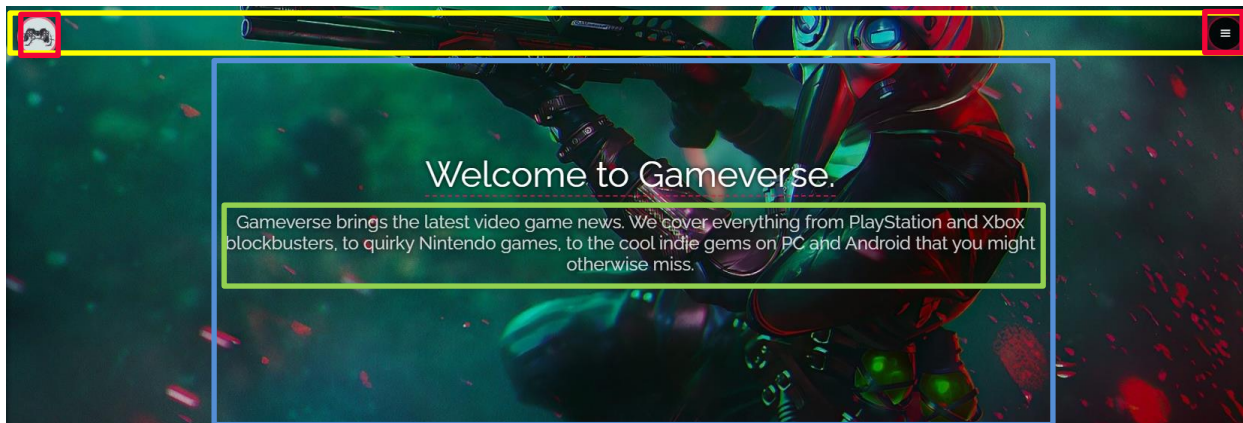 Welcome to Gameverse.
Gameverse brings the latest video game news. We cover everything from PlayStation and Xbox
blockbusters, to quirky Nintendo games, to the cool indie gems on PC and Android that you might
otherwise miss.